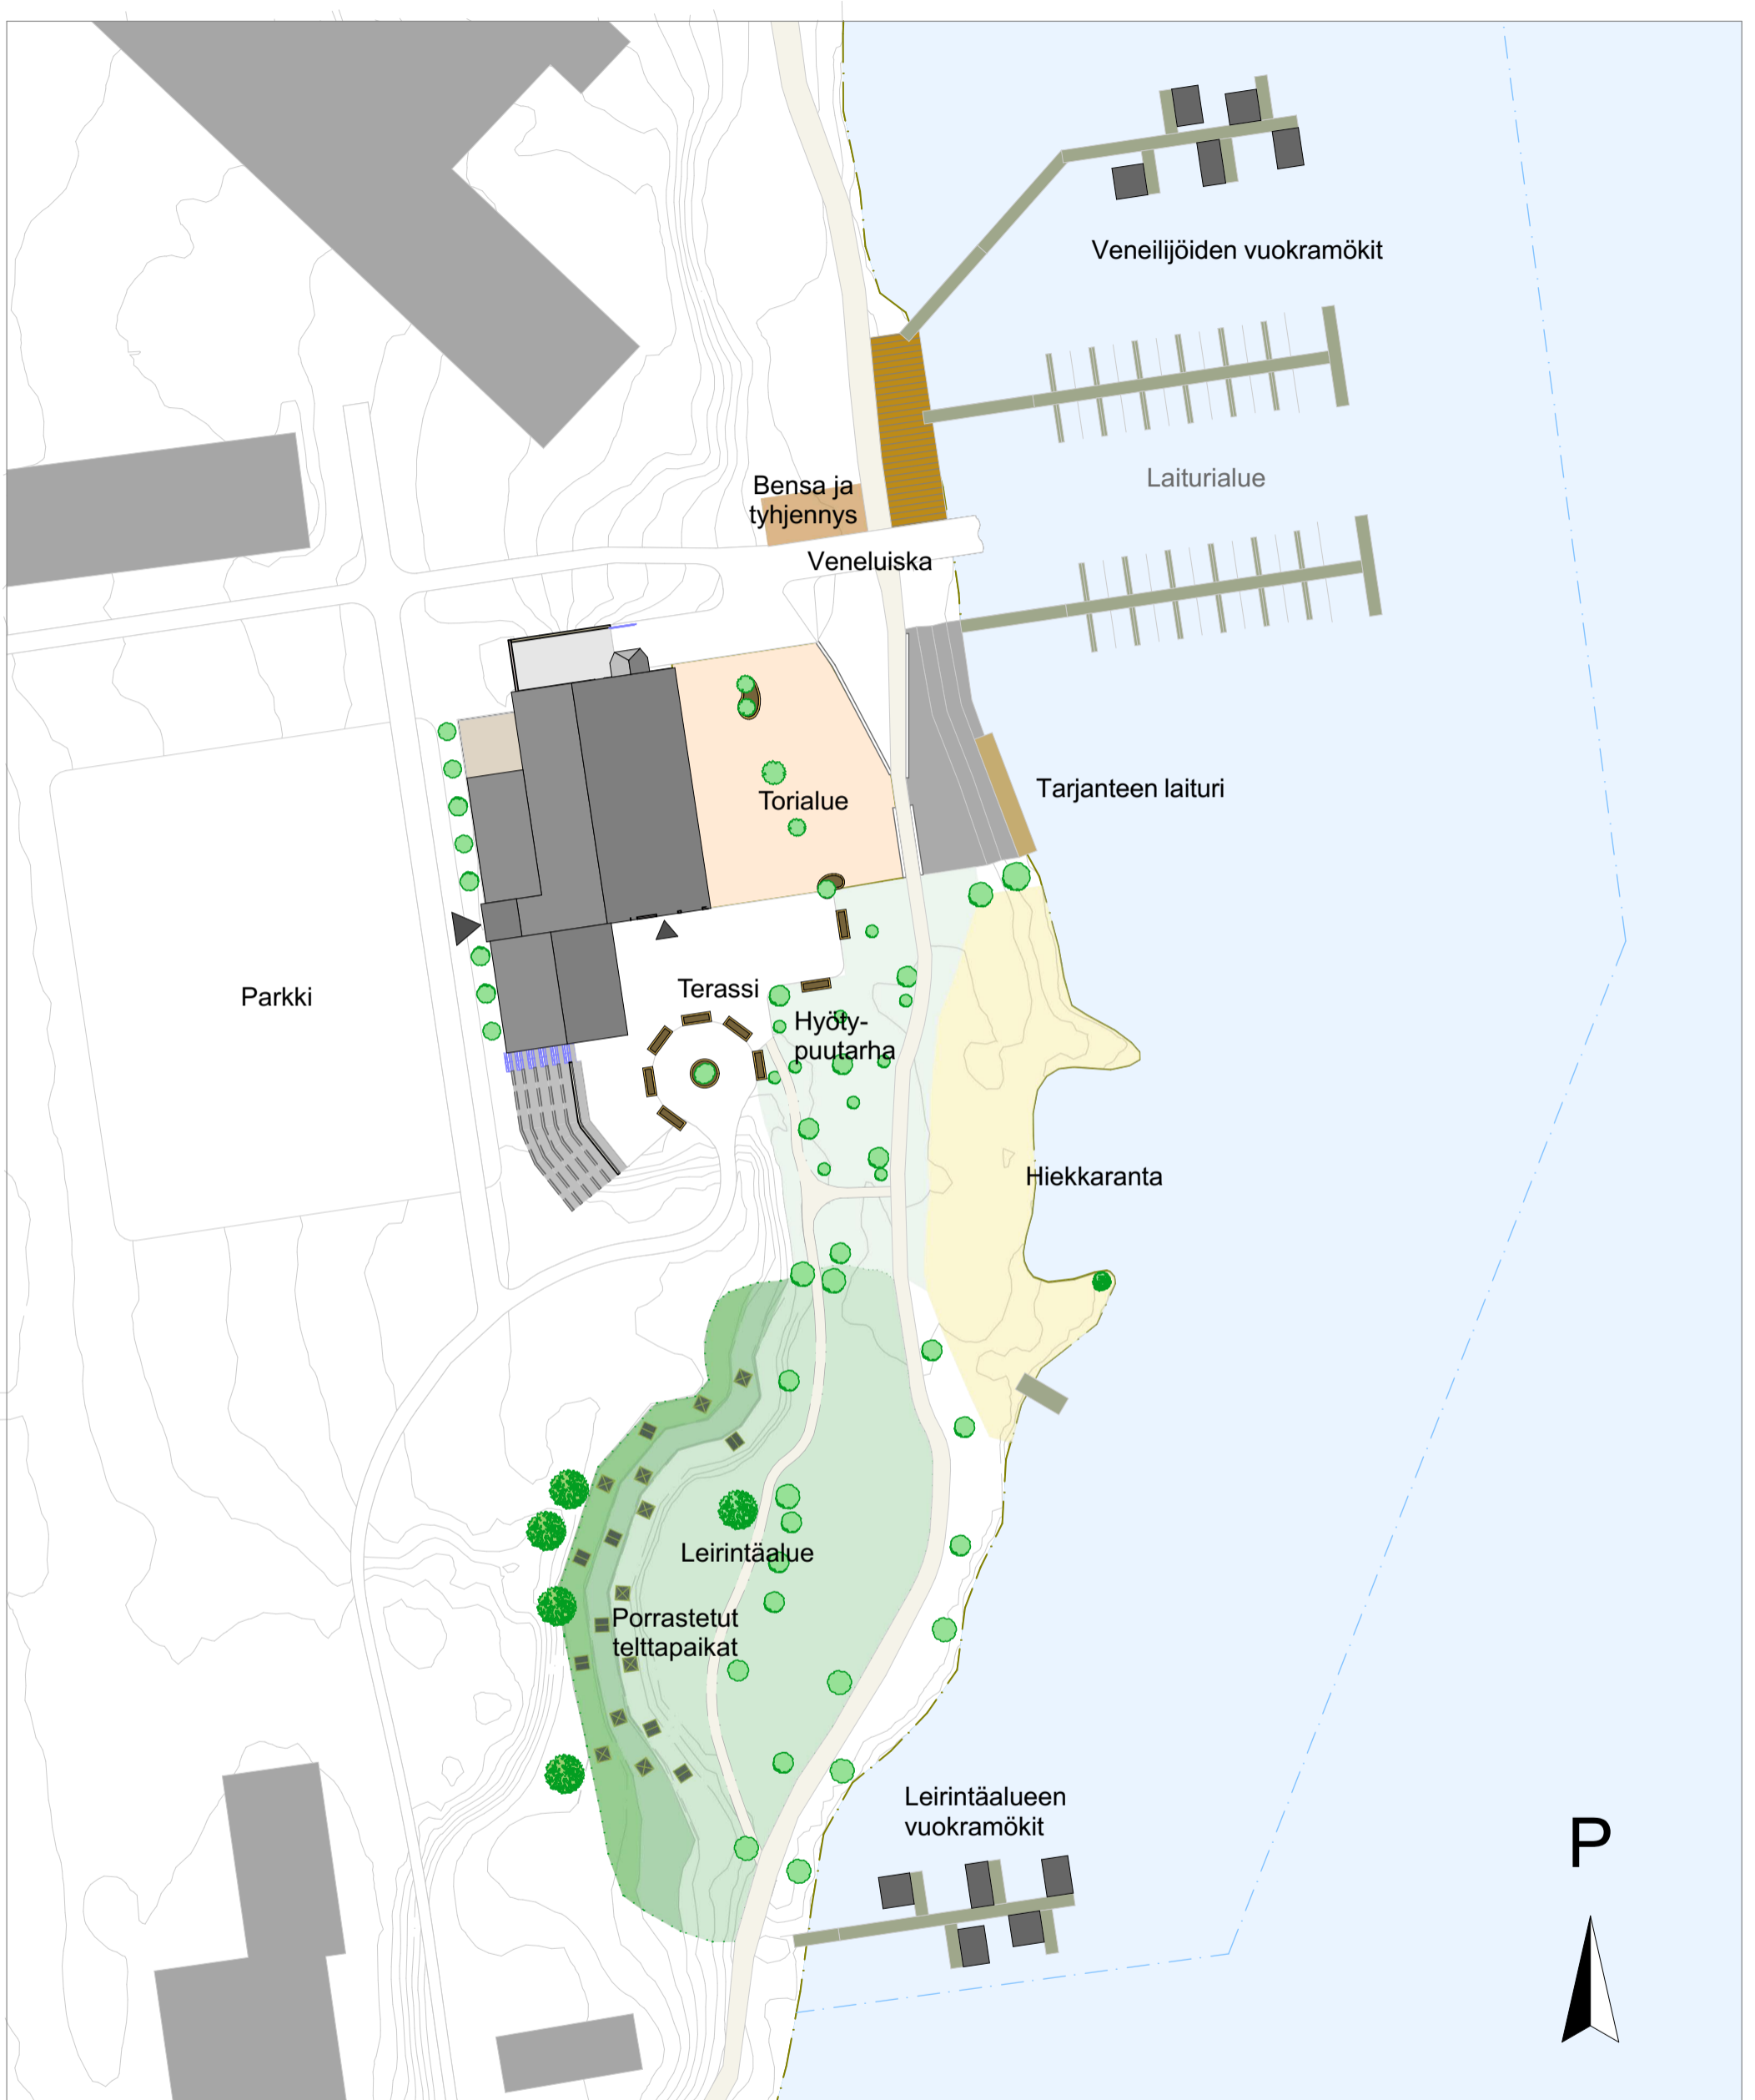 Veneilijöiden vuokramökit
Laiturialue
Bensa ja
tyhjennys
Veneluiska
Tarjanteen laituri
Torialue
Parkki
Terassi
Hyöty-
puutarha
Hiekkaranta
Leirintäalue
Porrastetut
telttapaikat
Leirintäalueen
vuokramökit
P